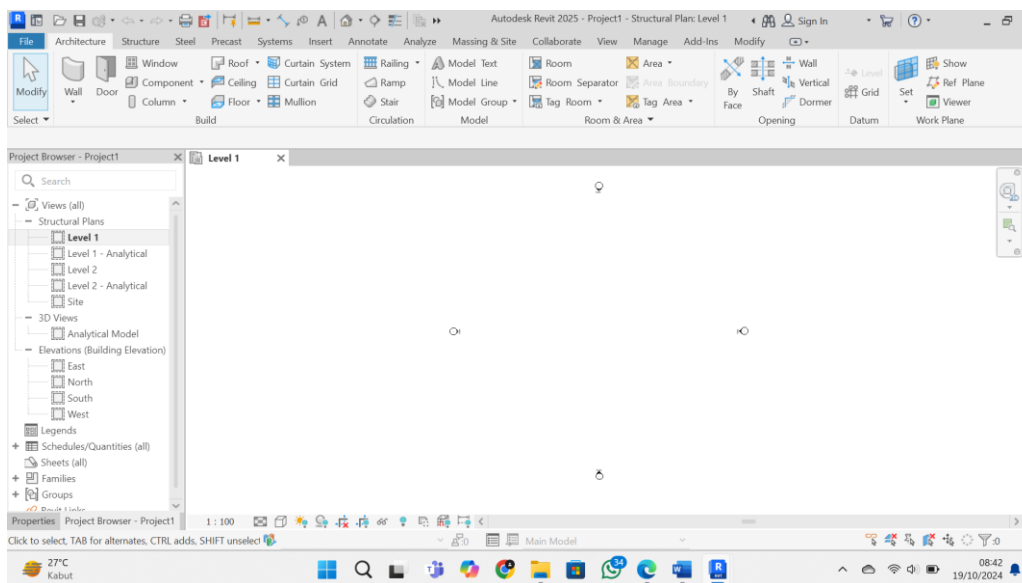 Autodesk Revit 2025 - Project1 - Structural Plan: Level 1
Sign In
File Architecture Structure Steel Precast Systems Insert Annotate Analyze Massing & Site Collaborate View Manage Add-Ins Modify
Modify
Wall
Door
Window
Component
Column
Roof
Ceiling
Floor
Curtain System
Curtain Grid
Mullion
Railing
Ramp
Stair
Model Text
Model Line
Model Group
Room
Room Separator
Tag Room
Area
Area Boundary
Tag Area
By Face
Shaft
Wall
Vertical
Dormer
Level
Grid
Set
Show
Ref Plane
Viewer
Select Build Circulation Model Room & Area Opening Datum Work Plane
Project Browser - Project1
Level 1
Search
Views (all)
Structural Plans
Level 1
Level 1 - Analytical
Level 2
Level 2 - Analytical
Site
3D Views
Analytical Model
Elevations (Building Elevation)
East
North
South
West
Legends
Schedules/Quantities (all)
Sheets (all)
Families
Groups
Revit Links
2D
Properties Project Browser - Project1
1 : 100
Click to select, TAB for alternates, CTRL adds, SHIFT unselect
:0
Main Model
:0
27°C
Kabut
34
08:42
19/10/2024